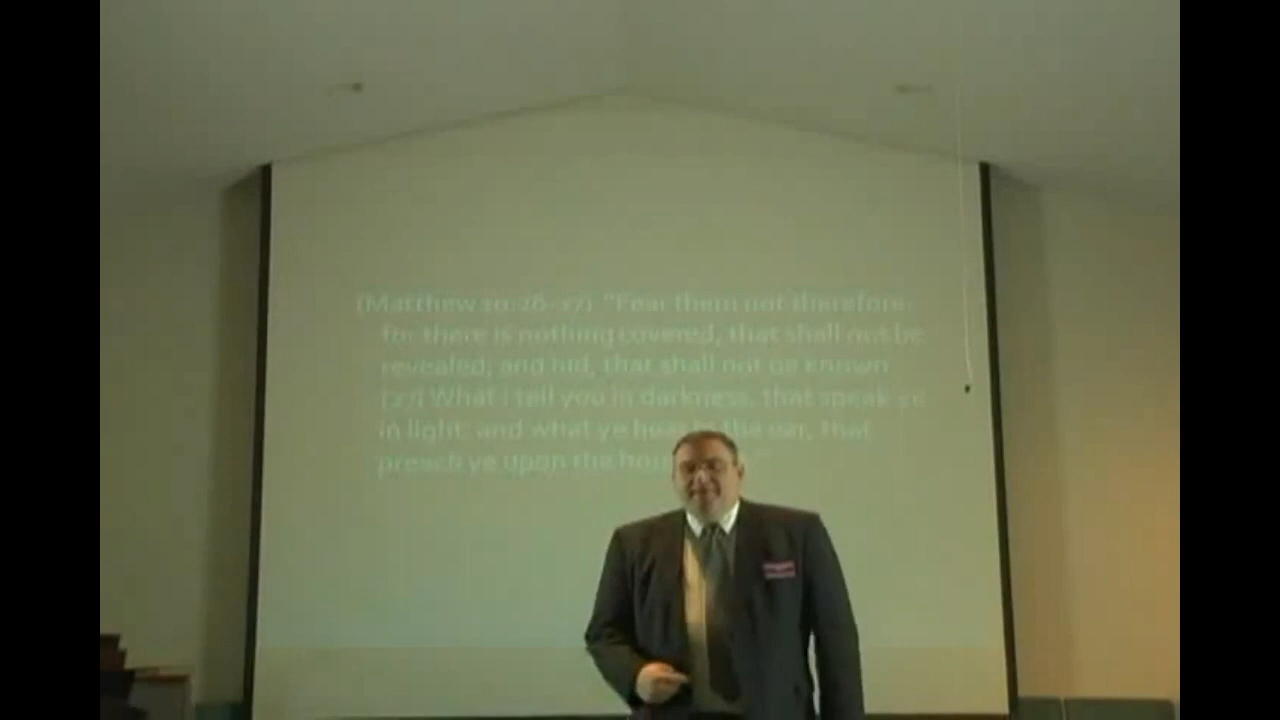 (Matthew 10:26-27) "Fear them not therefore:
for there is nothing covered, that shall not be
revealed; and hid, that shall not be known
[27] What I tell you in darkness, that speak ye
in light: and what ye hear the ear, that
preach ye upon the